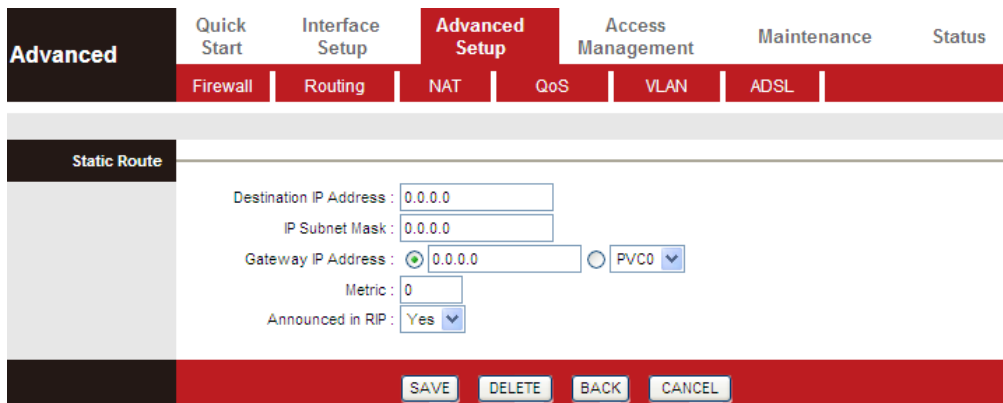 Advanced
Quick Start
Interface Setup
Advanced Setup
Access Management
Maintenance
Status
Firewall
Routing
NAT
QoS
VLAN
ADSL
Static Route
Destination IP Address : 0.0.0.0
IP Subnet Mask : 0.0.0.0
Gateway IP Address : 0.0.0.0 PVC0
Metric : 0
Announced in RIP : Yes
SAVE DELETE BACK CANCEL